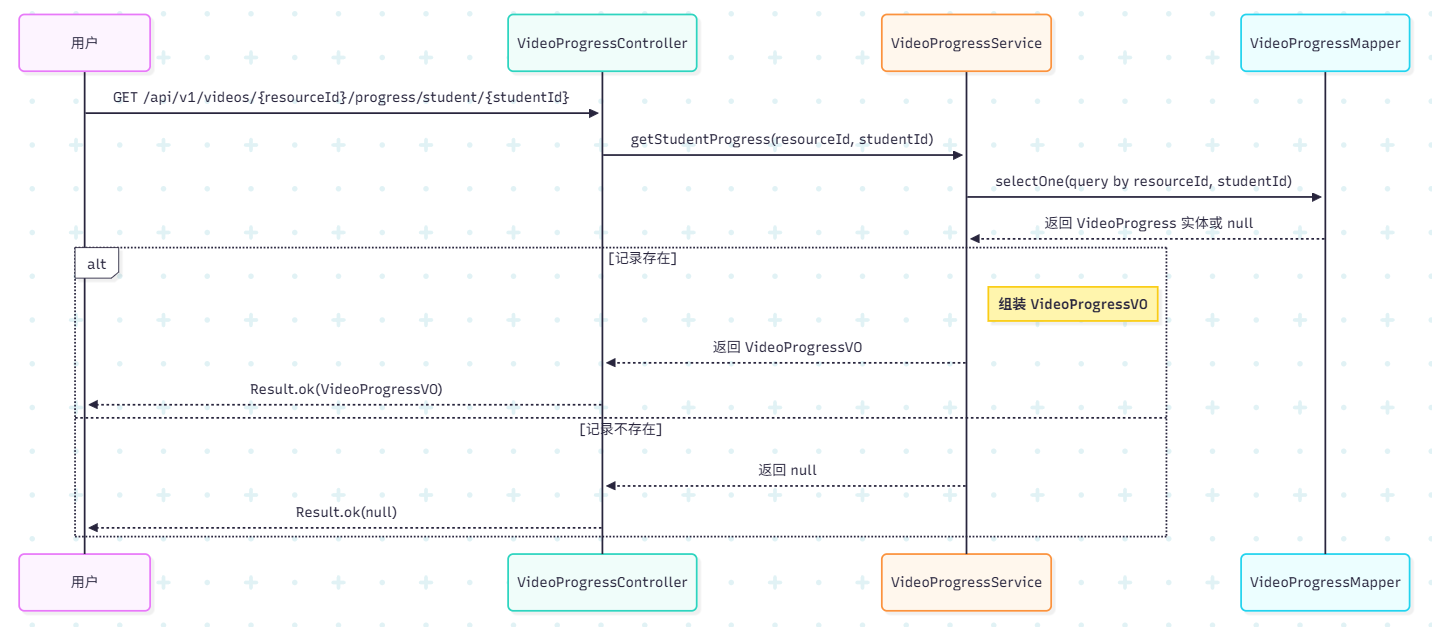 用户
VideoProgressController
VideoProgressService
VideoProgressMapper
GET /api/v1/videos/{resourceId}/progress/student/{studentId}
getStudentProgress(resourceId, studentId)
selectOne(query by resourceId, studentId)
返回 VideoProgress 实体或 null
alt
[记录存在]
组装 VideoProgressVO
返回 VideoProgressVO
Result.ok(VideoProgressVO)
[记录不存在]
返回 null
Result.ok(null)
用户
VideoProgressController
VideoProgressService
VideoProgressMapper